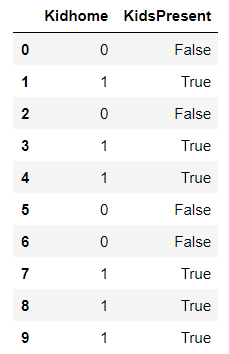 Kidhome KidsPresent
0 0 False
1 1 True
2 0 False
3 1 True
4 1 True
5 0 False
6 0 False
7 1 True
8 1 True
9 1 True